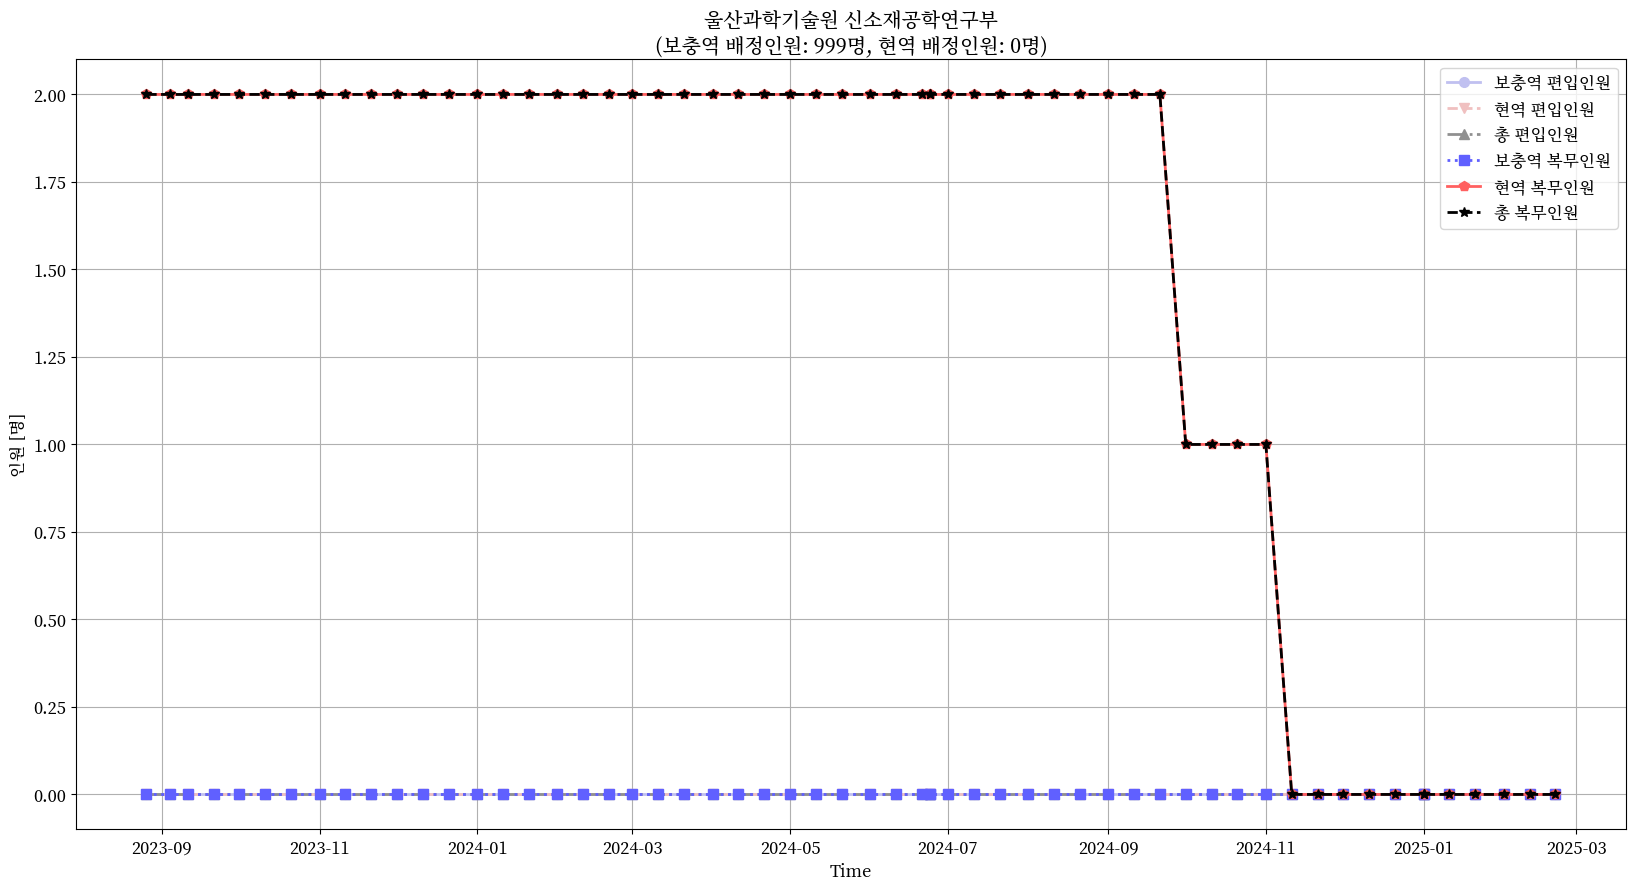 울산과학기술원 신소재공학연구부
(보충역 배정인원: 999명, 현역 배정인원: 0명)
보충역 편입인원
현역 편입인원
총 편입인원
보충역 복무인원
현역 복무인원
총 복무인원
인원 [명]
2.00
1.75
1.50
1.25
1.00
0.75
0.50
0.25
0.00
2023-09 2023-11 2024-01 2024-03 2024-05 2024-07 2024-09 2024-11 2025-01 2025-03
Time